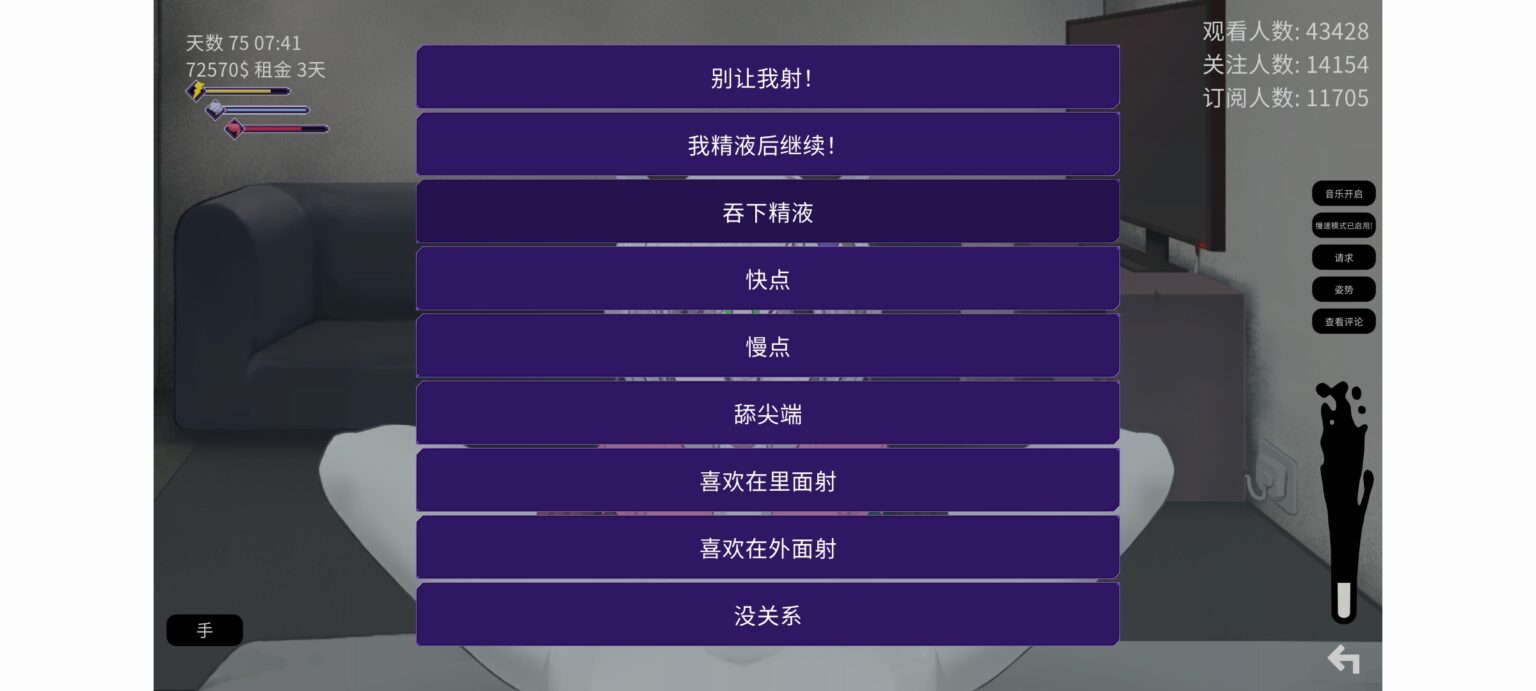 天数 75 07:41
72570$ 租金 3天
观看人数: 43428
关注人数: 14154
订阅人数: 11705
别让我射!
我精液后继续!
吞下精液
快点
慢点
舔尖端
喜欢在里面射
喜欢在外面射
没关系
音乐开启
慢速模式已启用!
请求
姿势
查看评论
手